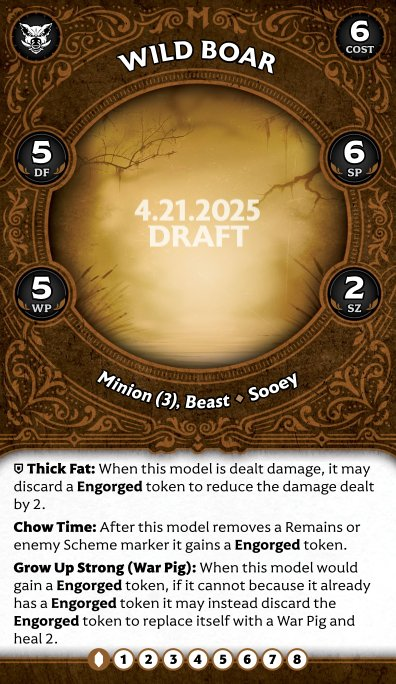 WILD BOAR
6
COST
5
DF
6
SP
4.21.2025
DRAFT
5
WP
2
SZ
Minion (3), Beast ♦ Sooey
Thick Fat: When this model is dealt damage, it may
discard a Engorged token to reduce the damage dealt
by 2.
Chow Time: After this model removes a Remains or
enemy Scheme marker it gains a Engorged token.
Grow Up Strong (War Pig): When this model would
gain a Engorged token, if it cannot because it already
has a Engorged token it may instead discard the
Engorged token to replace itself with a War Pig and
heal 2.
1 2 3 4 5 6 7 8